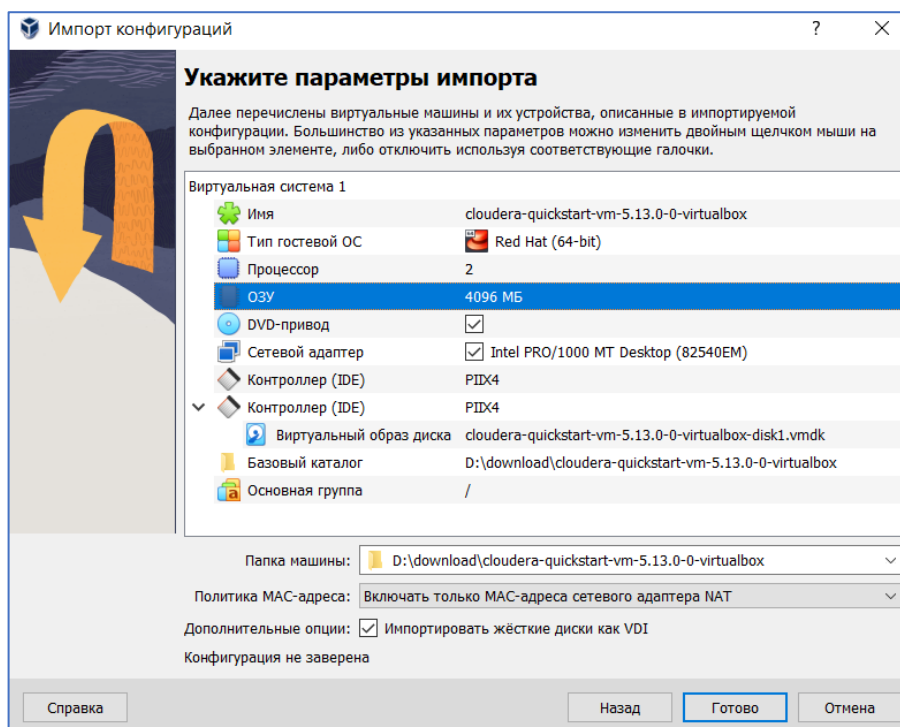 Импорт конфигураций
?
Укажите параметры импорта
Далее перечислены виртуальные машины и их устройства, описанные в импортируемой
конфигурации. Большинство из указанных параметров можно изменить двойным щелчком мыши на
выбранном элементе, либо отключить используя соответствующие галочки.
Виртуальная система 1
Имя cloudera-quickstart-vm-5.13.0-0-virtualbox
Тип гостевой ОС Red Hat (64-bit)
Процессор 2
ОЗУ 4096 МБ
DVD-привод
Сетевой адаптер Intel PRO/1000 MT Desktop (82540EM)
Контроллер (IDE) PIIX4
Контроллер (IDE) PIIX4
Виртуальный образ диска cloudera-quickstart-vm-5.13.0-0-virtualbox-disk1.vmdk
Базовый каталог D:\download\cloudera-quickstart-vm-5.13.0-0-virtualbox
Основная группа /
Папка машины: D:\download\cloudera-quickstart-vm-5.13.0-0-virtualbox
Политика MAC-адреса: Включать только MAC-адреса сетевого адаптера NAT
Дополнительные опции: Импортировать жёсткие диски как VDI
Конфигурация не заверена
Справка Назад Готово Отмена